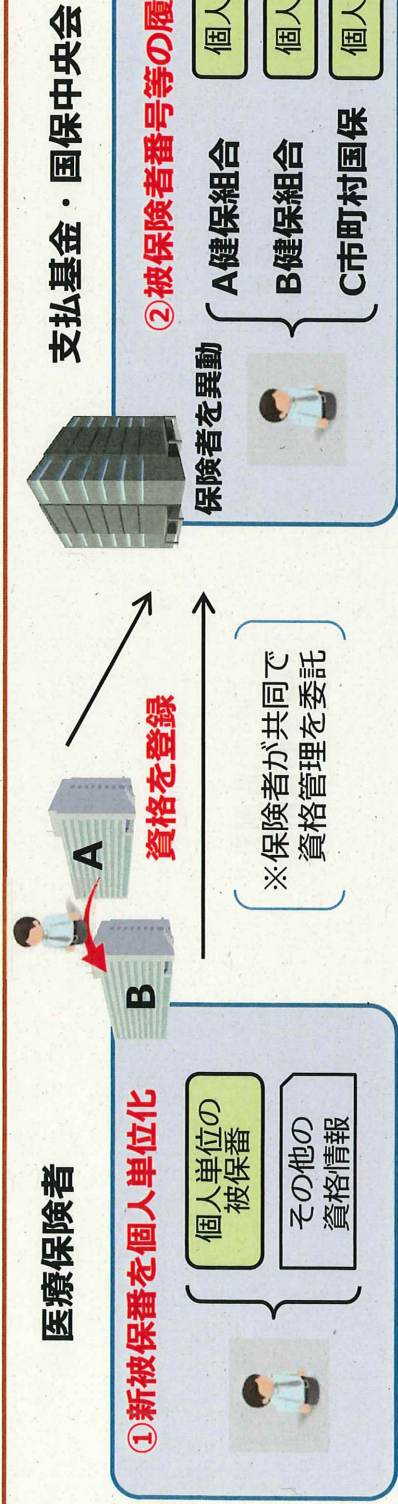 医療保険者
①新被保番を個人単位化
個人単位の
被保番
その他の
資格情報
A
B
資格を登録
※保険者が共同で
資格管理を委託
支払基金・国保中央会
②被保険者番号等の履
保険者を異動
A健保組合
B健保組合
C市町村国保
個人
個人
個人